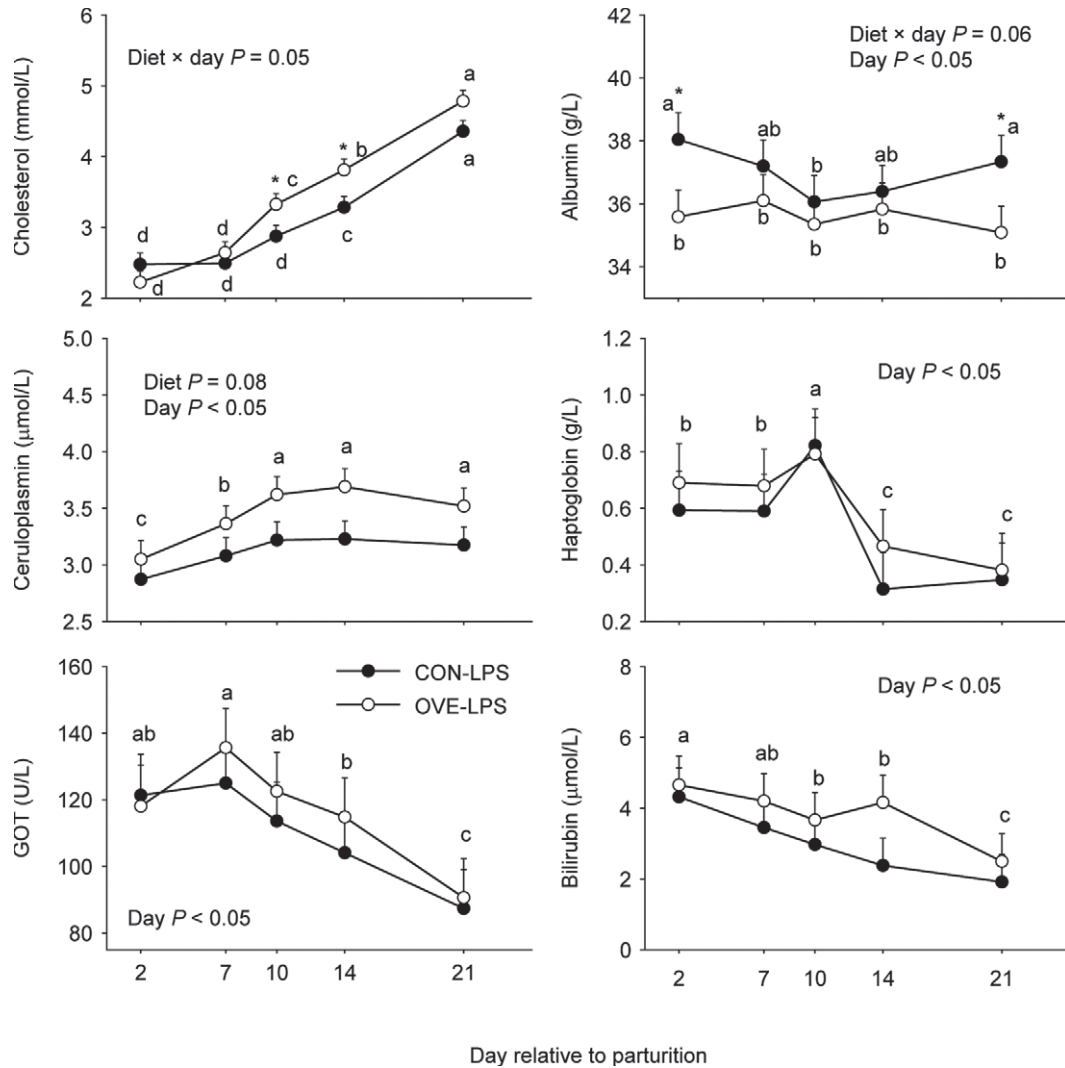 6
5
4
3
2
Cholesterol (mmol/L)
Diet × day P = 0.05
d
d
* c
* b
a
d
d
d
c
a
42
40
38
36
34
Albumin (g/L)
Diet × day P = 0.06
Day P < 0.05
*
a
ab
b
ab
*
a
b
b
b
b
b
5.0
4.5
4.0
3.5
3.0
2.5
Ceruloplasmin (μmol/L)
Diet P = 0.08
Day P < 0.05
c
b
a
a
a
1.2
1.0
0.8
0.6
0.4
0.2
Haptoglobin (g/L)
Day P < 0.05
b
b
a
c
c
160
140
120
100
80
GOT (U/L)
CON-LPS
OVE-LPS
ab
a
ab
b
c
Day P < 0.05
2
7
10
14
21
8
6
4
2
0
Bilirubin (μmol/L)
Day P < 0.05
a
ab
b
b
c
2
7
10
14
21
Day relative to parturition